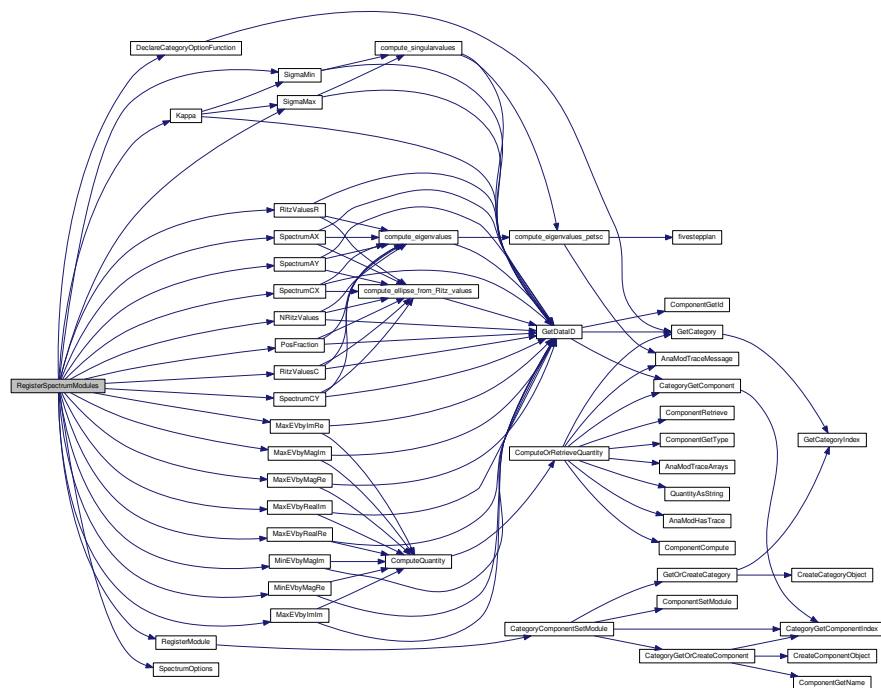 DeclareCategoryOptionFunction
compute_singularvalues
SigmaMin
SigmaMax
Kappa
RitzValuesR
SpectrumAX
compute_eigenvalues
compute_eigenvalues_petsc
fivestepplan
SpectrumAY
SpectrumCX
compute_ellipse_from_Ritz_values
ComponentGetId
NRitzValues
GetDataID
GetCategory
PosFraction
AnaModTraceMessage
RitzValuesC
RegisterSpectrumModules
CategoryGetComponent
SpectrumCY
ComponentRetrieve
MaxEVbyImRe
ComponentGetType
GetCategoryIndex
MaxEVbyMagIm
ComputeOrRetrieveQuantity
AnaModTraceArrays
MaxEVbyMagRe
QuantityAsString
MaxEVbyRealIm
AnaModHasTrace
MaxEVbyRealRe
ComponentCompute
MinEVbyMagIm
ComputeQuantity
GetOrCreateCategory
CreateCategoryObject
MinEVbyMagRe
ComponentSetModule
MaxEVbyImIm
CategoryComponentSetModule
CategoryGetComponentIndex
RegisterModule
CategoryGetOrCreateComponent
CreateComponentObject
SpectrumOptions
ComponentGetName